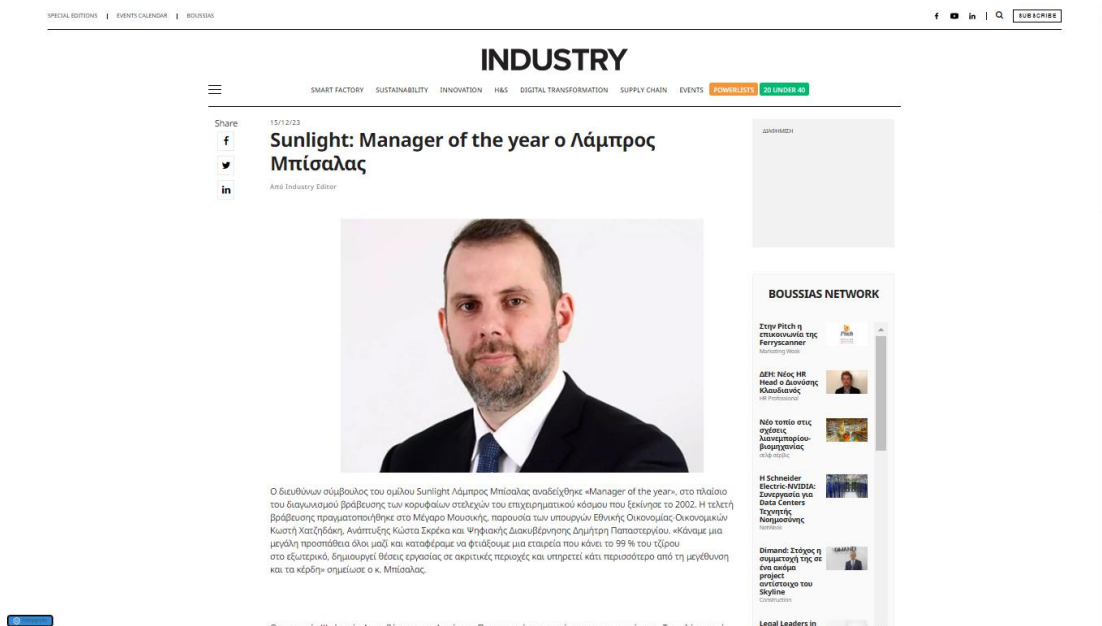 SPECIAL EDITIONS | EVENTS CALENDAR | BOUSSIAS
SUBSCRIBE
INDUSTRY
SMART FACTORY SUSTAINABILITY INNOVATION H&S DIGITAL TRANSFORMATION SUPPLY CHAIN EVENTS POWERLISTS 20 UNDER 40
Share
15/12/23
Sunlight: Manager of the year ο Λάμπρος
Μπίσαλας
Από Industry Editor
Ο διευθύνων σύμβουλος του ομίλου Sunlight Λάμπρος Μπίσαλας αναδείχθηκε «Manager of the year», στο πλαίσιο
του διαγωνισμού βράβευσης των κορυφαίων στελεχών του επιχειρηματικού κόσμου που ξεκίνησε το 2002. Η τελετή
βράβευσης πραγματοποιήθηκε στο Μέγαρο Μουσικής, παρουσία των υπουργών Εθνικής Οικονομίας-Οικονομικών
Κωστή Χατζηδάκη, Ανάπτυξης Κώστα Σκρέκα και Ψηφιακής Διακυβέρνησης Δημήτρη Παπαστεργίου. «Κάναμε μια
μεγάλη προσπάθεια όλοι μαζί και καταφέραμε να φτιάξουμε μια εταιρεία που κάνει το 99 % του τζίρου
στο εξωτερικό, δημιουργεί θέσεις εργασίας σε ακριτικές περιοχές και υπηρετεί κάτι περισσότερο από τη μεγέθυνση
και τα κέρδη» σημείωσε ο κ. Μπίσαλας.
ΔΙΑΦΗΜΙΣΗ
BOUSSIAS NETWORK
Στην Pitch η
επικοινωνία της
Ferryscanner
Marketing Week
Pitch
ΔΕΗ: Νέος HR
Head ο Διονύσης
Κλαυδιανός
HR Professional
Νέο τοπίο στις
σχέσεις
λιανεμπορίου-
βιομηχανίας
σελφ σέρβις
Η Schneider
Electric-NVIDIA:
Συνεργασία για
Data Centers
Τεχνητής
Νοημοσύνης
NetWeek
Dimand: Στόχος η
συμμετοχή της σε
ένα ακόμα
project
αντίστοιχο του
Skyline
Construction
DIMAND
Legal Leaders in